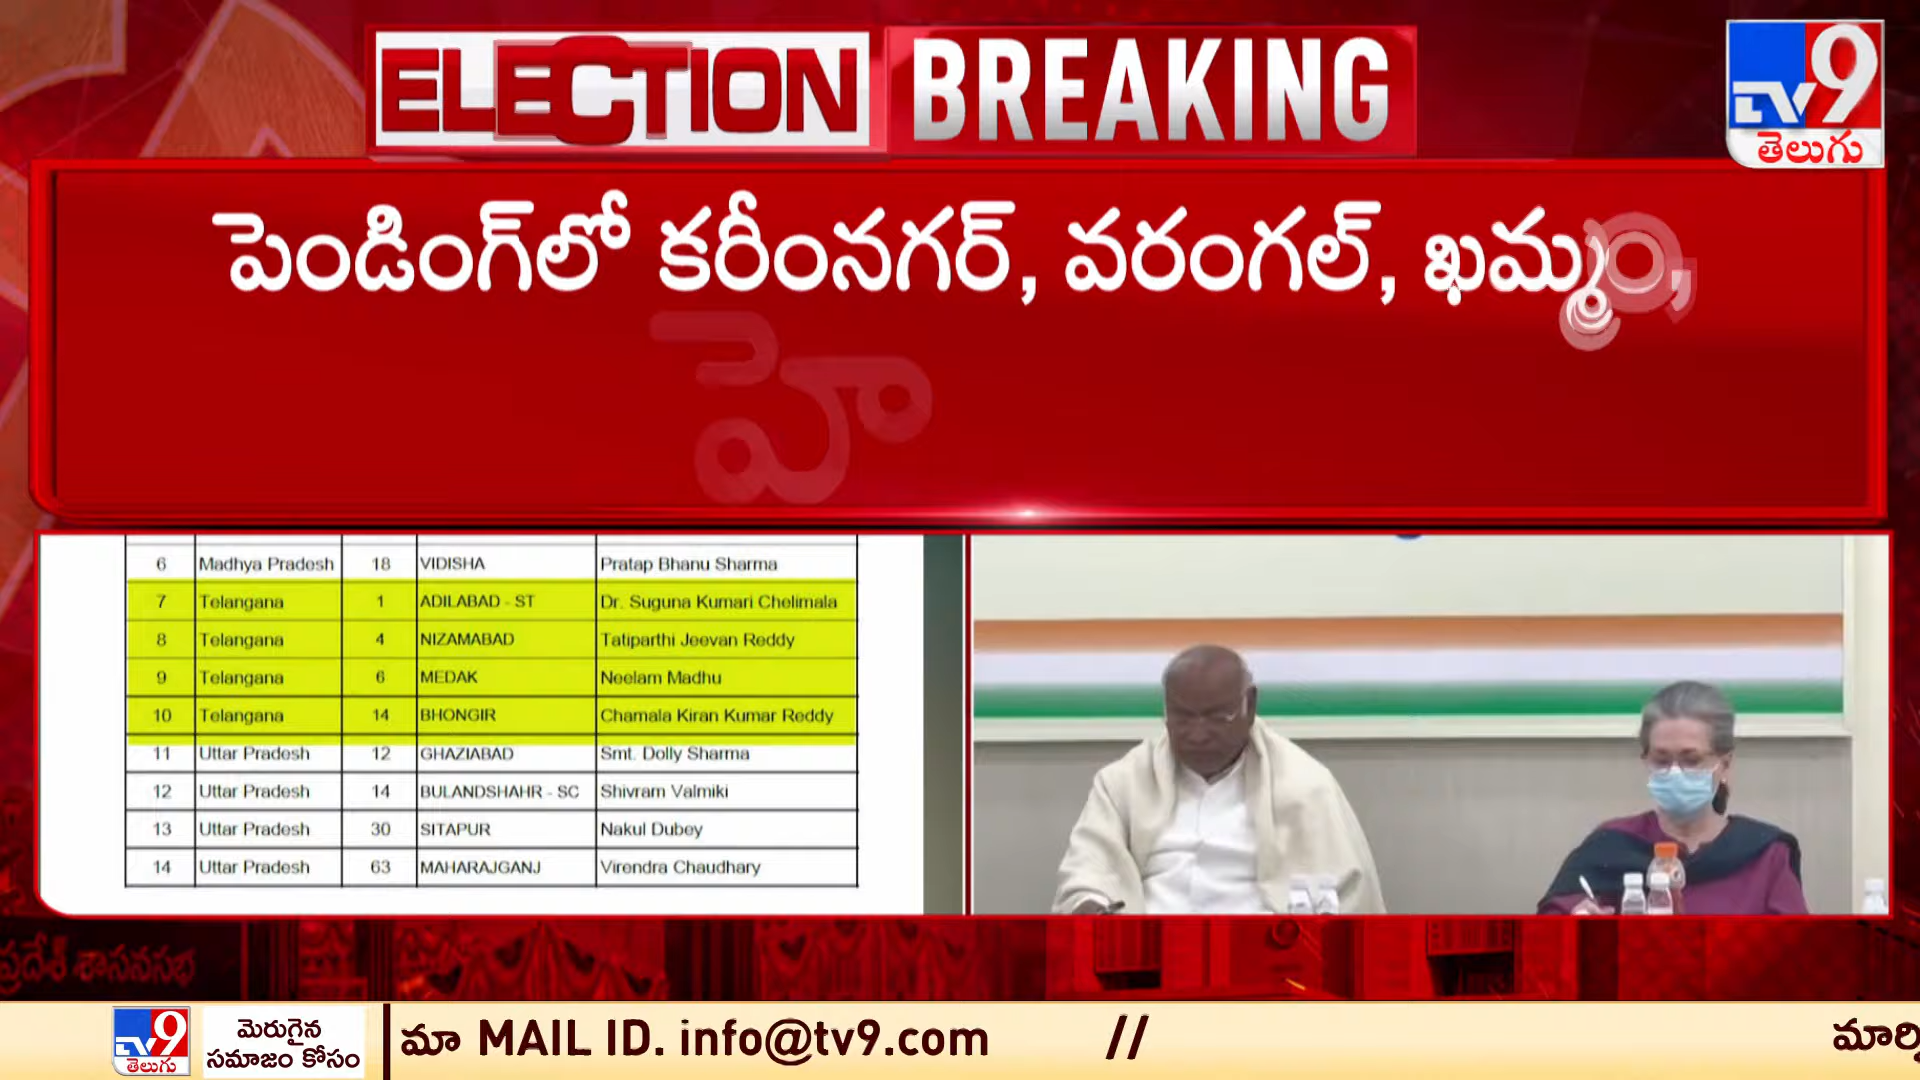 ELECTION BREAKING
TV9
తెలుగు
పెండింగ్‌లో కరీంనగర్, వరంగల్, ఖమ్మం,
హై
6 Madhya Pradesh 18 VIDISHA Pratap Bhanu Sharma
7 Telangana 1 ADILABAD - ST Dr. Suguna Kumari Chelimala
8 Telangana 4 NIZAMABAD Tatiparthi Jeevan Reddy
9 Telangana 6 MEDAK Neelam Madhu
10 Telangana 14 BHONGIR Chamala Kiran Kumar Reddy
11 Uttar Pradesh 12 GHAZIABAD Smt. Dolly Sharma
12 Uttar Pradesh 14 BULANDSHAHR - SC Shivram Valmiki
13 Uttar Pradesh 30 SITAPUR Nakul Dubey
14 Uttar Pradesh 63 MAHARAJGANJ Virendra Chaudhary
ప్రదేశ్ శాసనసభ
TV9
తెలుగు
మెరుగైన
సమాజం కోసం
మా MAIL ID. info@tv9.com //